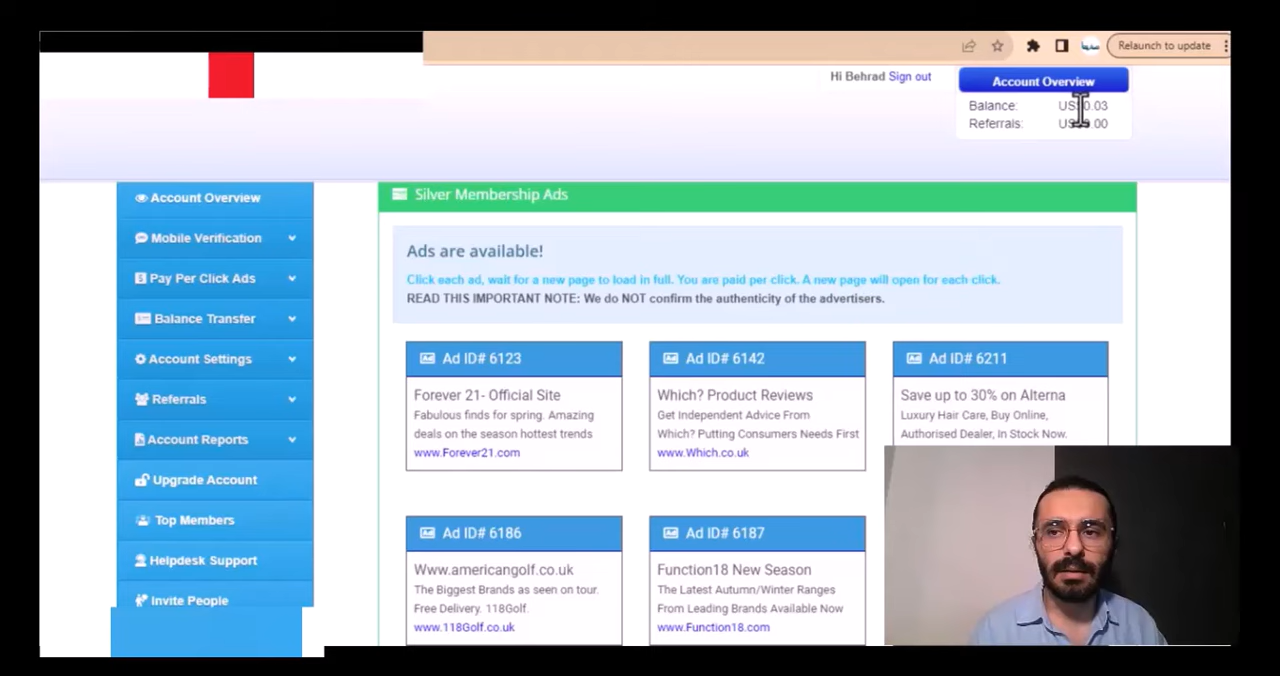 Relaunch to update
Hi Behrad Sign out
Account Overview
Balance:
Referrals:
Account Overview
Mobile Verification
Pay Per Click Ads
Balance Transfer
Account Settings
Referrals
Account Reports
Upgrade Account
Top Members
Helpdesk Support
Invite People
Silver Membership Ads
Ads are available!
Click each ad, wait for a new page to load in full. You are paid per click. A new page will open for each click.
READ THIS IMPORTANT NOTE: We do NOT confirm the authenticity of the advertisers.
Ad ID# 6123
Forever 21- Official Site
Fabulous finds for spring. Amazing
deals on the season hottest trends
www.Forever21.com
Ad ID# 6142
Which? Product Reviews
Get Independent Advice From
Which? Putting Consumers Needs First
www.Which.co.uk
Ad ID# 6211
Save up to 30% on Alterna
Luxury Hair Care, Buy Online,
Authorised Dealer, In Stock Now.
Ad ID# 6186
Www.americangolf.co.uk
The Biggest Brands as seen on tour.
Free Delivery. 118Golf.
www.118Golf.co.uk
Ad ID# 6187
Function18 New Season
The Latest Autumn/Winter Ranges
From Leading Brands Available Now
www.Function18.com